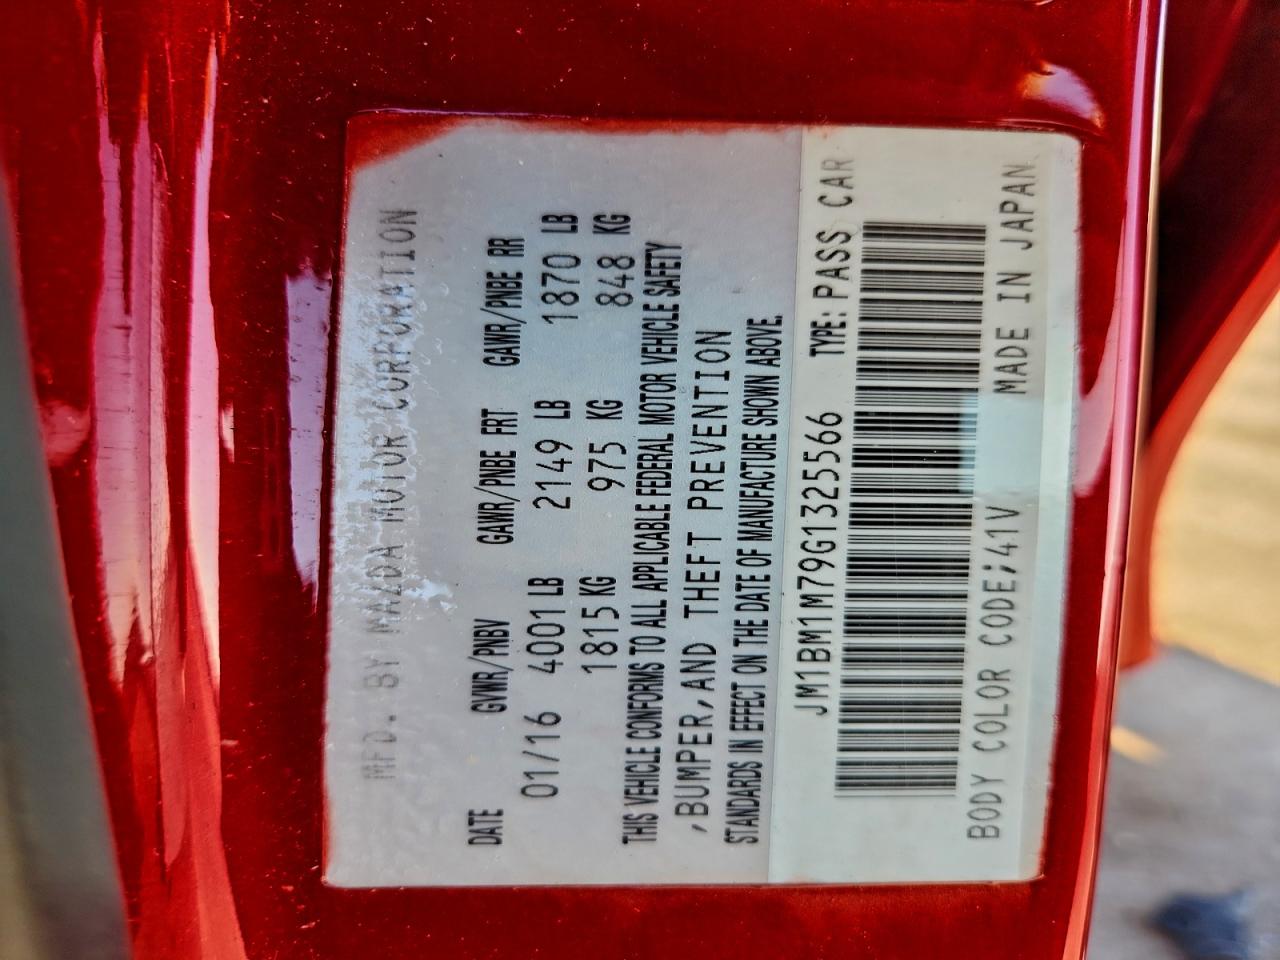 MFD. BY MAZDA MOTOR CORPORATION
DATE GVWR/PNBV GAWR/PNBE FRT GAWR/PNBE RR
01/16 4001 LB 2149 LB 1870 LB
1815 KG 975 KG 848 KG
THIS VEHICLE CONFORMS TO ALL APPLICABLE FEDERAL MOTOR VEHICLE SAFETY
,BUMPER,AND THEFT PREVENTION
STANDARDS IN EFFECT ON THE DATE OF MANUFACTURE SHOWN ABOVE.
JM1BM1M79G1325566 TYPE: PASS CAR
BODY COLOR CODE;41V MADE IN JAPAN